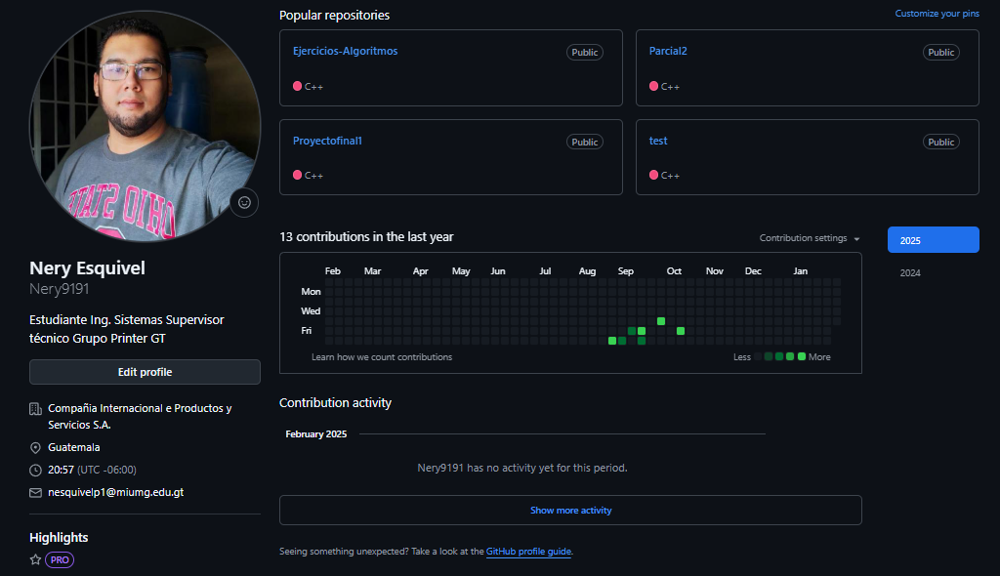 OHIO STATE
Nery Esquivel
Nery9191
Estudiante Ing. Sistemas Supervisor
técnico Grupo Printer GT
Edit profile
Compañia Internacional e Productos y
Servicios S.A.
Guatemala
20:57 (UTC -06:00)
nesquivelp1@miumg.edu.gt
Highlights
PRO
Popular repositories
Customize your pins
Ejercicios-Algoritmos Public
C++
Parcial2 Public
C++
Proyectofinal1 Public
C++
test Public
C++
13 contributions in the last year
Contribution settings
2025
2024
Feb Mar Apr May Jun Jul Aug Sep Oct Nov Dec Jan
Mon
Wed
Fri
Learn how we count contributions
Less More
Contribution activity
February 2025
Nery9191 has no activity yet for this period.
Show more activity
Seeing something unexpected? Take a look at the GitHub profile guide.